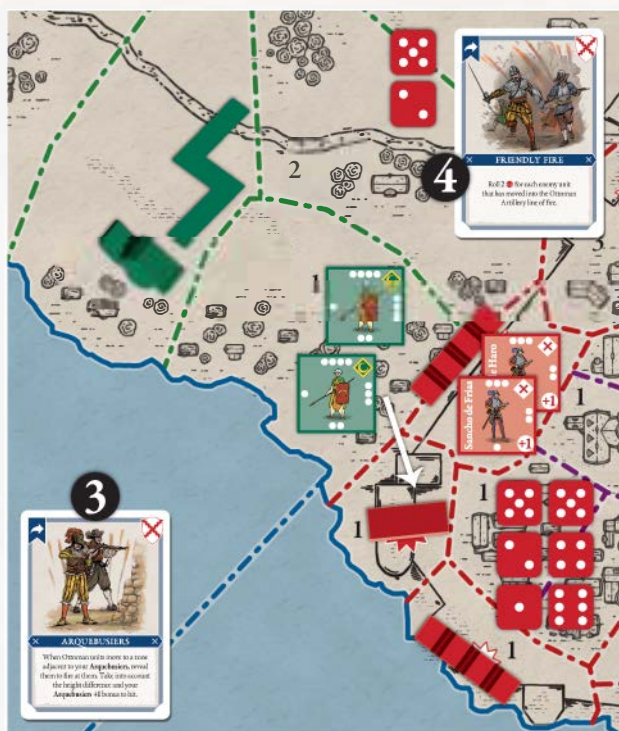 4
FRIENDLY FIRE
Roll 2 for each enemy unit
that has moved into the Ottoman
Artillery line of fire.
2
3
1
e Haro
+1
Sancho de Frías
+1
1
1
1
1
3
ARQUEBUSIERS
When Ottoman units move to a zone
adjacent to your Arquebusiers, reveal
them to fire at them. Take into account
the height difference and your
Arquebusiers +1 bonus to hit.